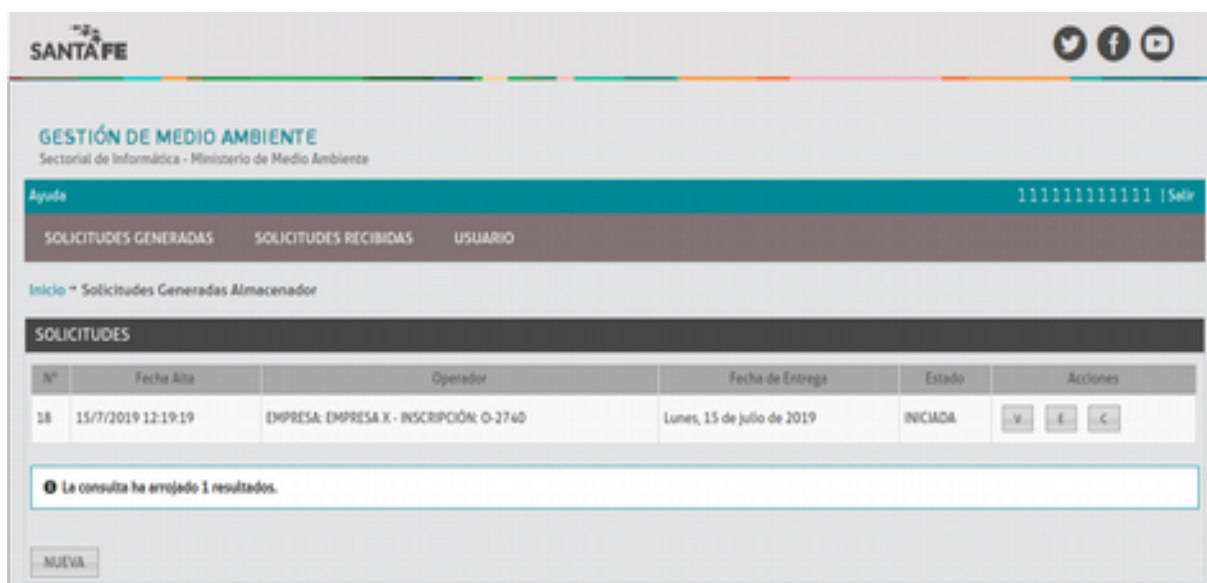 SANTA FE
GESTIÓN DE MEDIO AMBIENTE
Sectorial de Informática - Ministerio de Medio Ambiente
Ayuda 111111111111 | Salir
SOLICITUDES GENERADAS SOLICITUDES RECIBIDAS USUARIO
Inicio → Solicitudes Generadas Almacenador
SOLICITUDES
N° Fecha Alta Operador Fecha de Entrega Estado Acciones
18 15/7/2019 12:19:19 EMPRESA: EMPRESA X - INSCRIPCIÓN: O-2740 Lunes, 15 de julio de 2019 INICIADA V E C
La consulta ha arrojado 1 resultados.
NUEVA